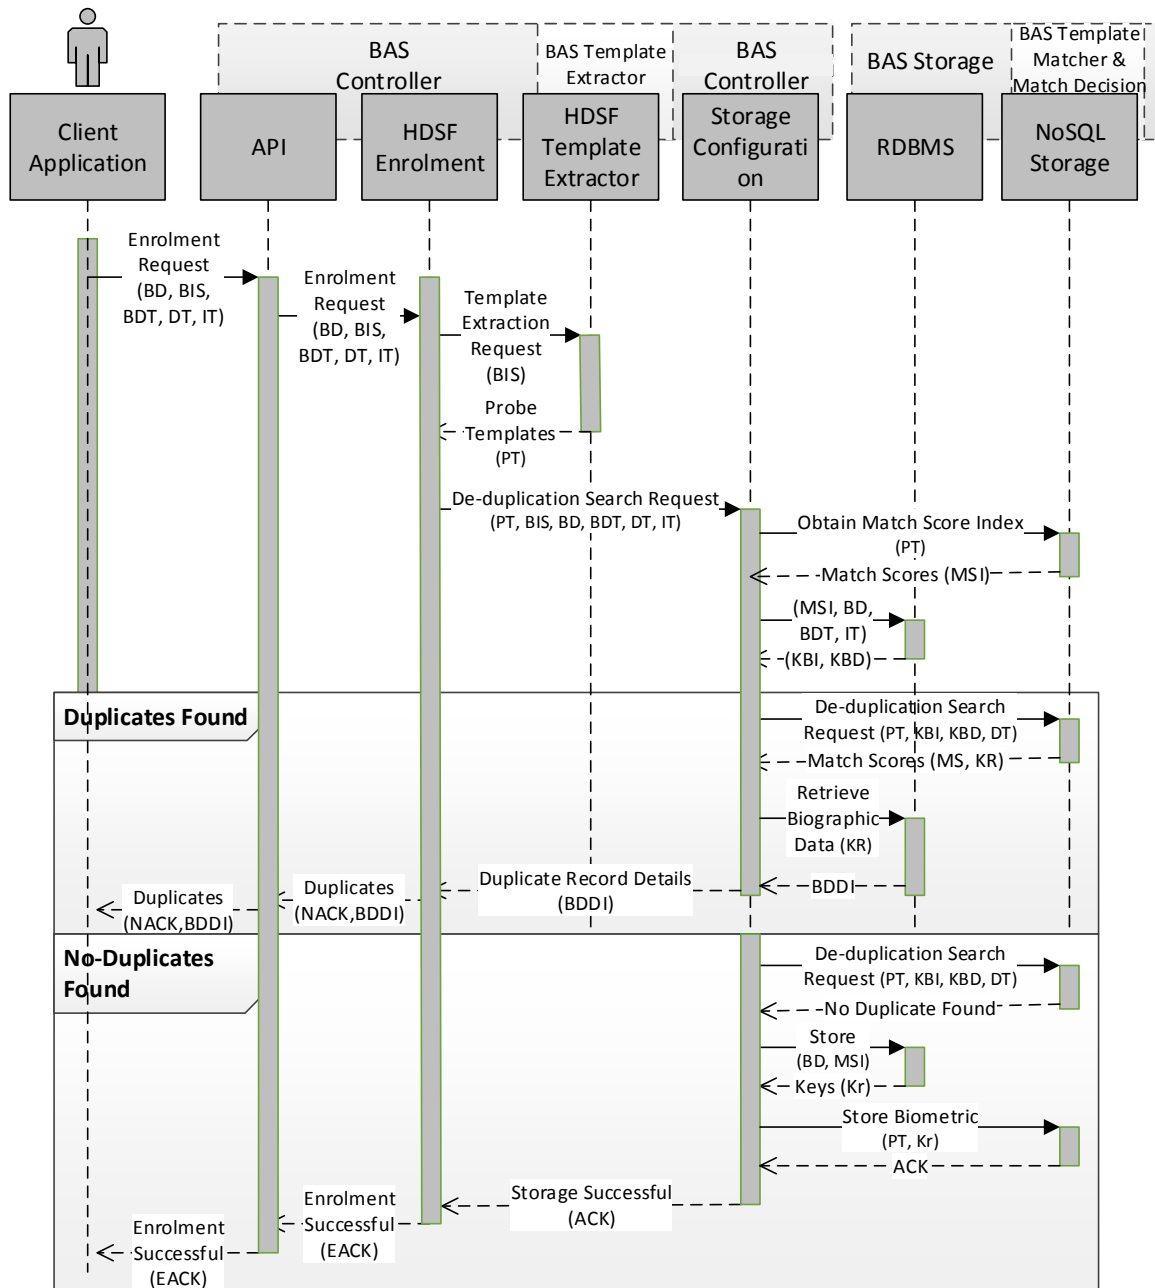 BAS
Controller
BAS Template
Extractor
BAS
Controller
BAS Storage
BAS Template
Matcher &
Match Decision
Client
Application
API
HDSF
Enrolment
HDSF
Template
Extractor
Storage
Configurati
on
RDBMS
NoSQL
Storage
Enrolment
Request
(BD, BIS,
BDT, DT, IT)
Enrolment
Request
(BD, BIS,
BDT, DT, IT)
Template
Extraction
Request
(BIS)
Probe
Templates
(PT)
De-duplication Search Request
(PT, BIS, BD, BDT, DT, IT)
Obtain Match Score Index
(PT)
Match Scores (MSI)
(MSI, BD,
BDT, IT)
(KBI, KBD)
Duplicates Found
De-duplication Search
Request (PT, KBI, KBD, DT)
Match Scores (MS, KR)
Retrieve
Biographic
Data (KR)
BDDI
Duplicate Record Details
(BDDI)
Duplicates
(NACK,BDDI)
Duplicates
(NACK,BDDI)
No-Duplicates
Found
De-duplication Search
Request (PT, KBI, KBD, DT)
No Duplicate Found
Store
(BD, MSI)
Keys (Kr)
Store Biometric
(PT, Kr)
ACK
Storage Successful
(ACK)
Enrolment
Successful
(EACK)
Enrolment
Successful
(EACK)